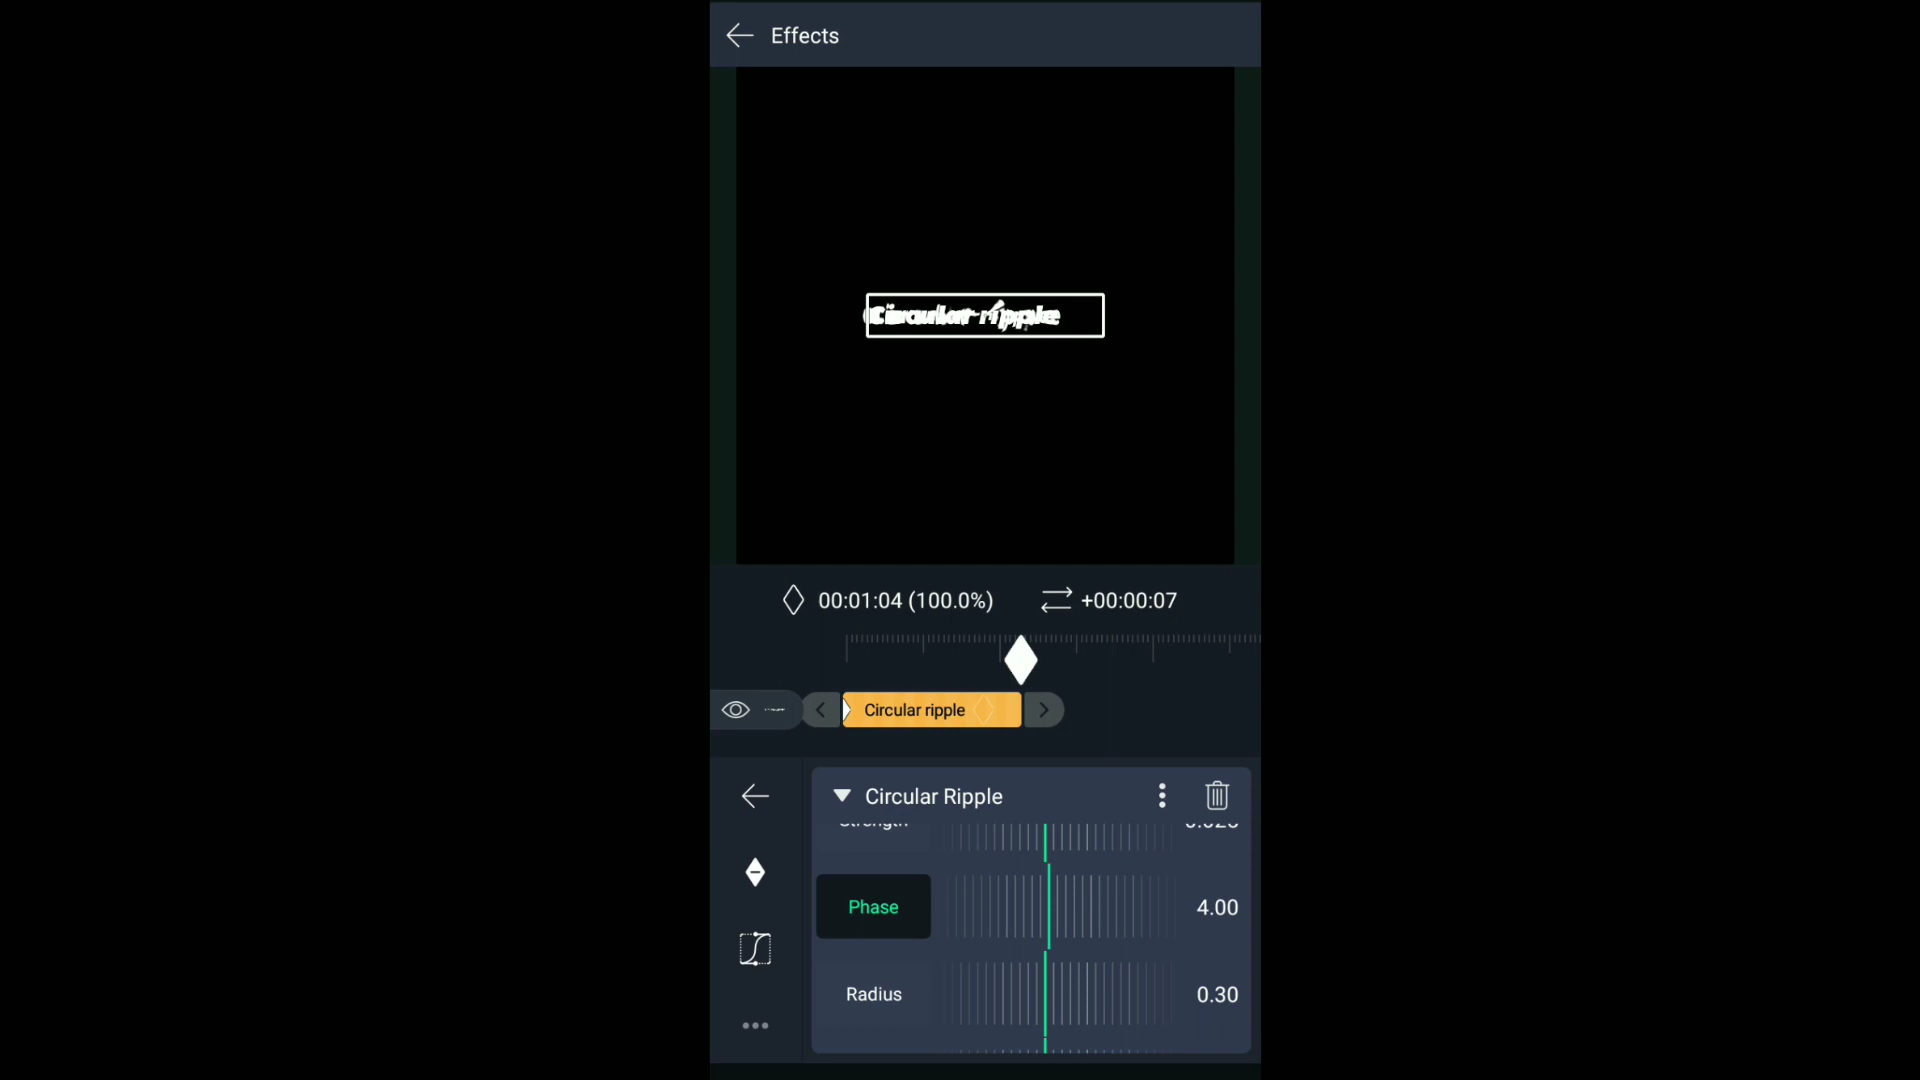 Effects
Circular ripple
00:01:04 (100.0%)
+00:00:07
Circular ripple
Circular Ripple
Strength
Phase
4.00
Radius
0.30